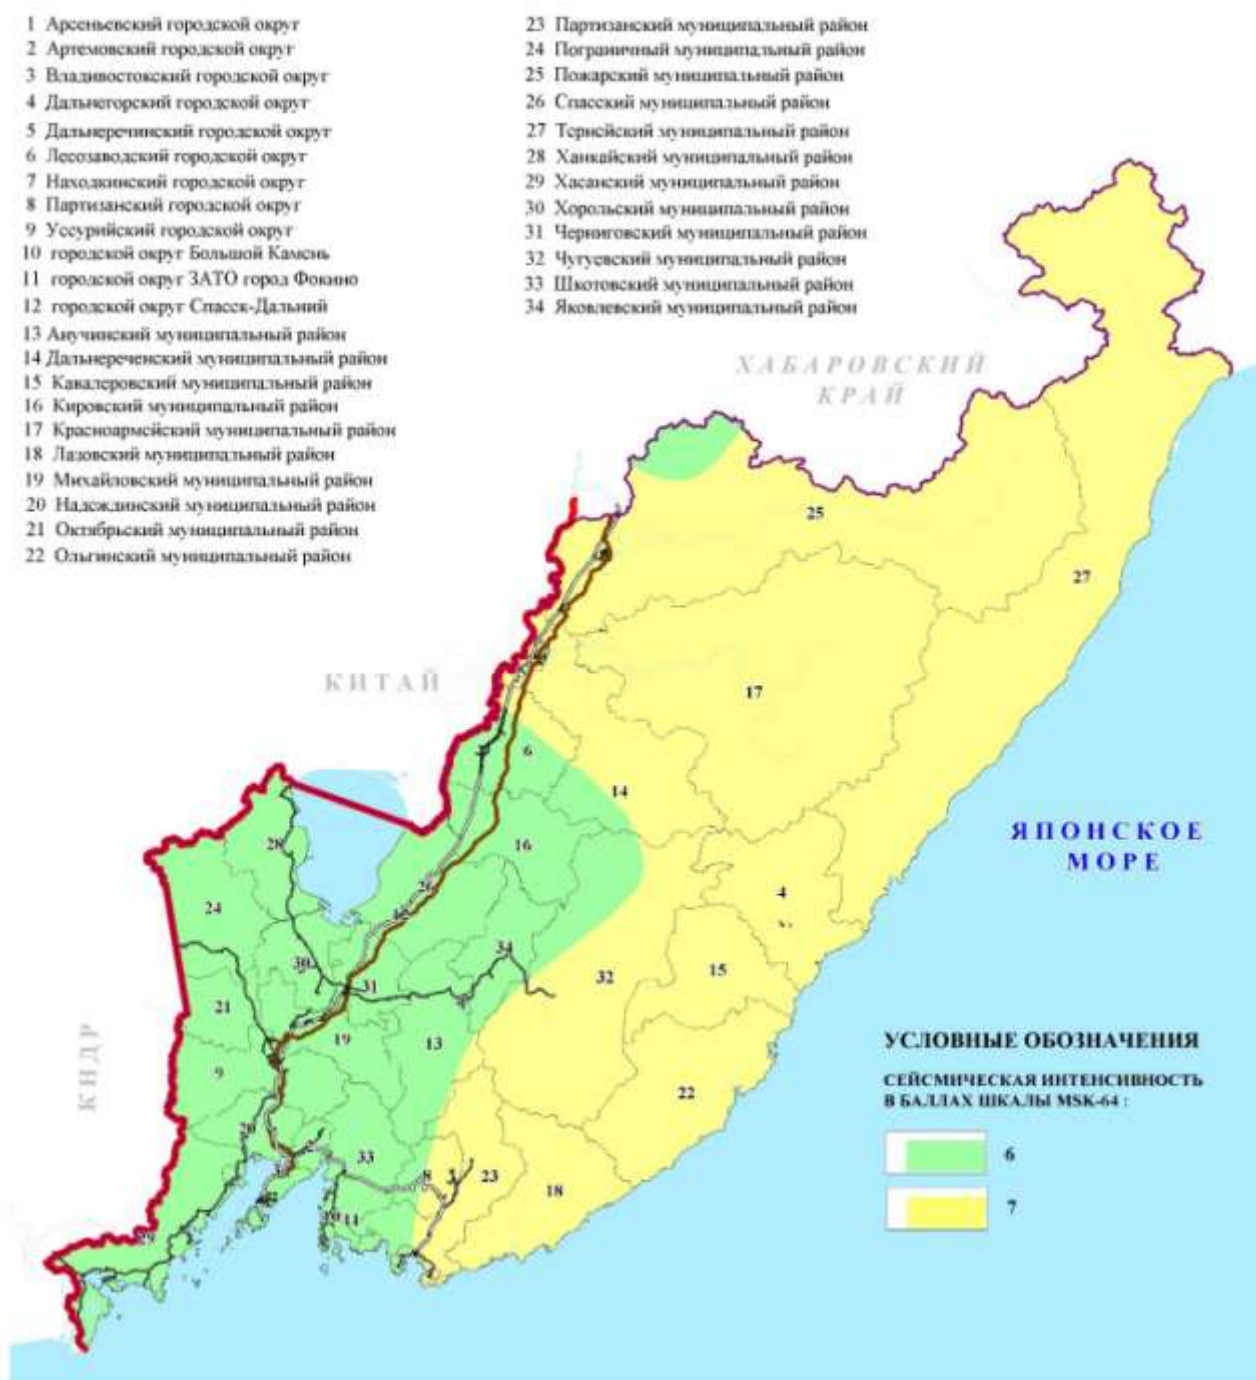 1 Арсеньевский городской округ
2 Артемовский городской округ
3 Владивостокский городской округ
4 Дальнегорский городской округ
5 Дальнеречинский городской округ
6 Лесозаводский городской округ
7 Находкинский городской округ
8 Партизанский городской округ
9 Уссурийский городской округ
10 городской округ Большой Камень
11 городской округ ЗАТО город Фокино
12 городской округ Спасск-Дальний
13 Анучинский муниципальный район
14 Дальнереченский муниципальный район
15 Кавалеровский муниципальный район
16 Кировский муниципальный район
17 Красноармейский муниципальный район
18 Лазовский муниципальный район
19 Михайловский муниципальный район
20 Надеждинский муниципальный район
21 Октябрьский муниципальный район
22 Ольгинский муниципальный район
23 Партизанский муниципальный район
24 Пограничный муниципальный район
25 Пожарский муниципальный район
26 Спасский муниципальный район
27 Тернейский муниципальный район
28 Ханкайский муниципальный район
29 Хасанский муниципальный район
30 Хорольский муниципальный район
31 Черниговский муниципальный район
32 Чугуевский муниципальный район
33 Шкотовский муниципальный район
34 Яковлевский муниципальный район
ХАБАРОВСКИЙ
КРАЙ
25
27
КИТАЙ
17
6
14
ЯПОНСКОЕ
МОРЕ
28
16
26
4
24
34
30
32
15
31
21
19
13
КНДР
9
22
33
8
23
18
11
29
УСЛОВНЫЕ ОБОЗНАЧЕНИЯ
СЕЙСМИЧЕСКАЯ ИНТЕНСИВНОСТЬ
В БАЛЛАХ ШКАЛЫ MSK-64 :
6
7